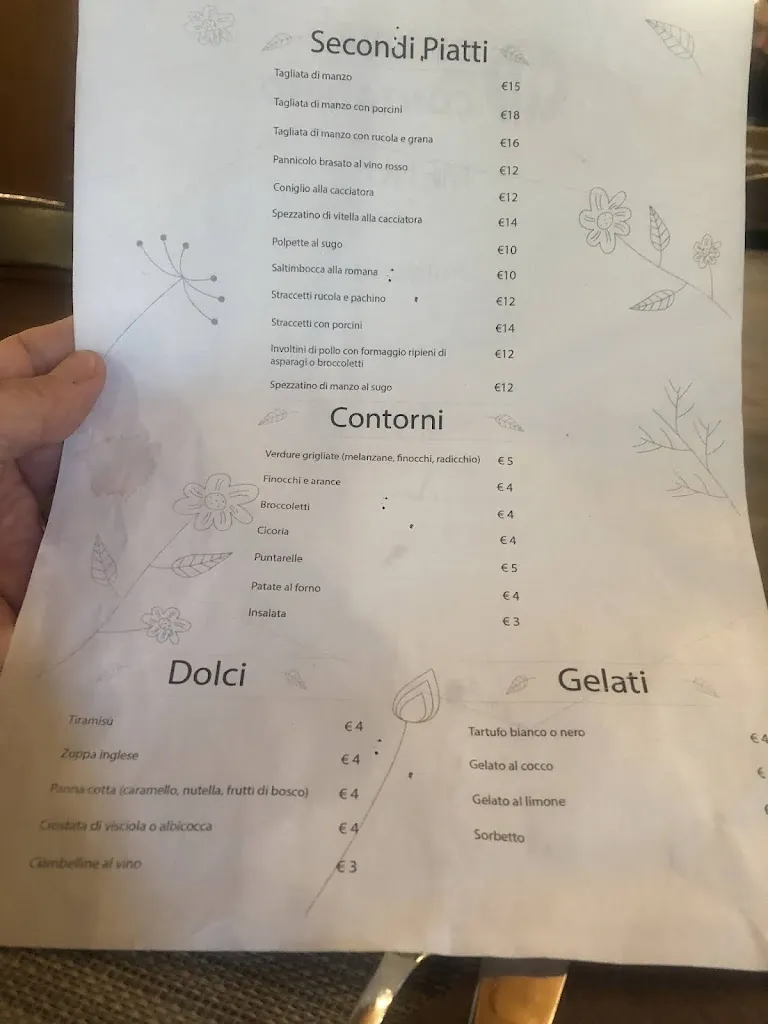 Secondi Piatti
Tagliata di manzo €15
Tagliata di manzo con porcini €18
Tagliata di manzo con rucola e grana €16
Pannicolo brasato al vino rosso €12
Coniglio alla cacciatora €12
Spezzatino di vitella alla cacciatora €14
Polpette al sugo €10
Saltimbocca alla romana €10
Straccetti rucola e pachino €12
Straccetti con porcini €14
Involtini di pollo con formaggio ripieni di €12
asparagi o broccoletti
Spezzatino di manzo al sugo €12
Contorni
Verdure grigliate (melanzane, finocchi, radicchio) € 5
Finocchi e arance € 4
Broccoletti € 4
Cicoria € 4
Puntarelle € 5
Patate al forno € 4
Insalata € 3
Dolci
Tiramisù € 4
Zuppa inglese € 4
Panna cotta (caramello, nutella, frutti di bosco) € 4
Crostata di visciola o albicocca € 4
Ciambelline al vino € 3
Gelati
Tartufo bianco o nero € 4
Gelato al cocco €
Gelato al limone
Sorbetto